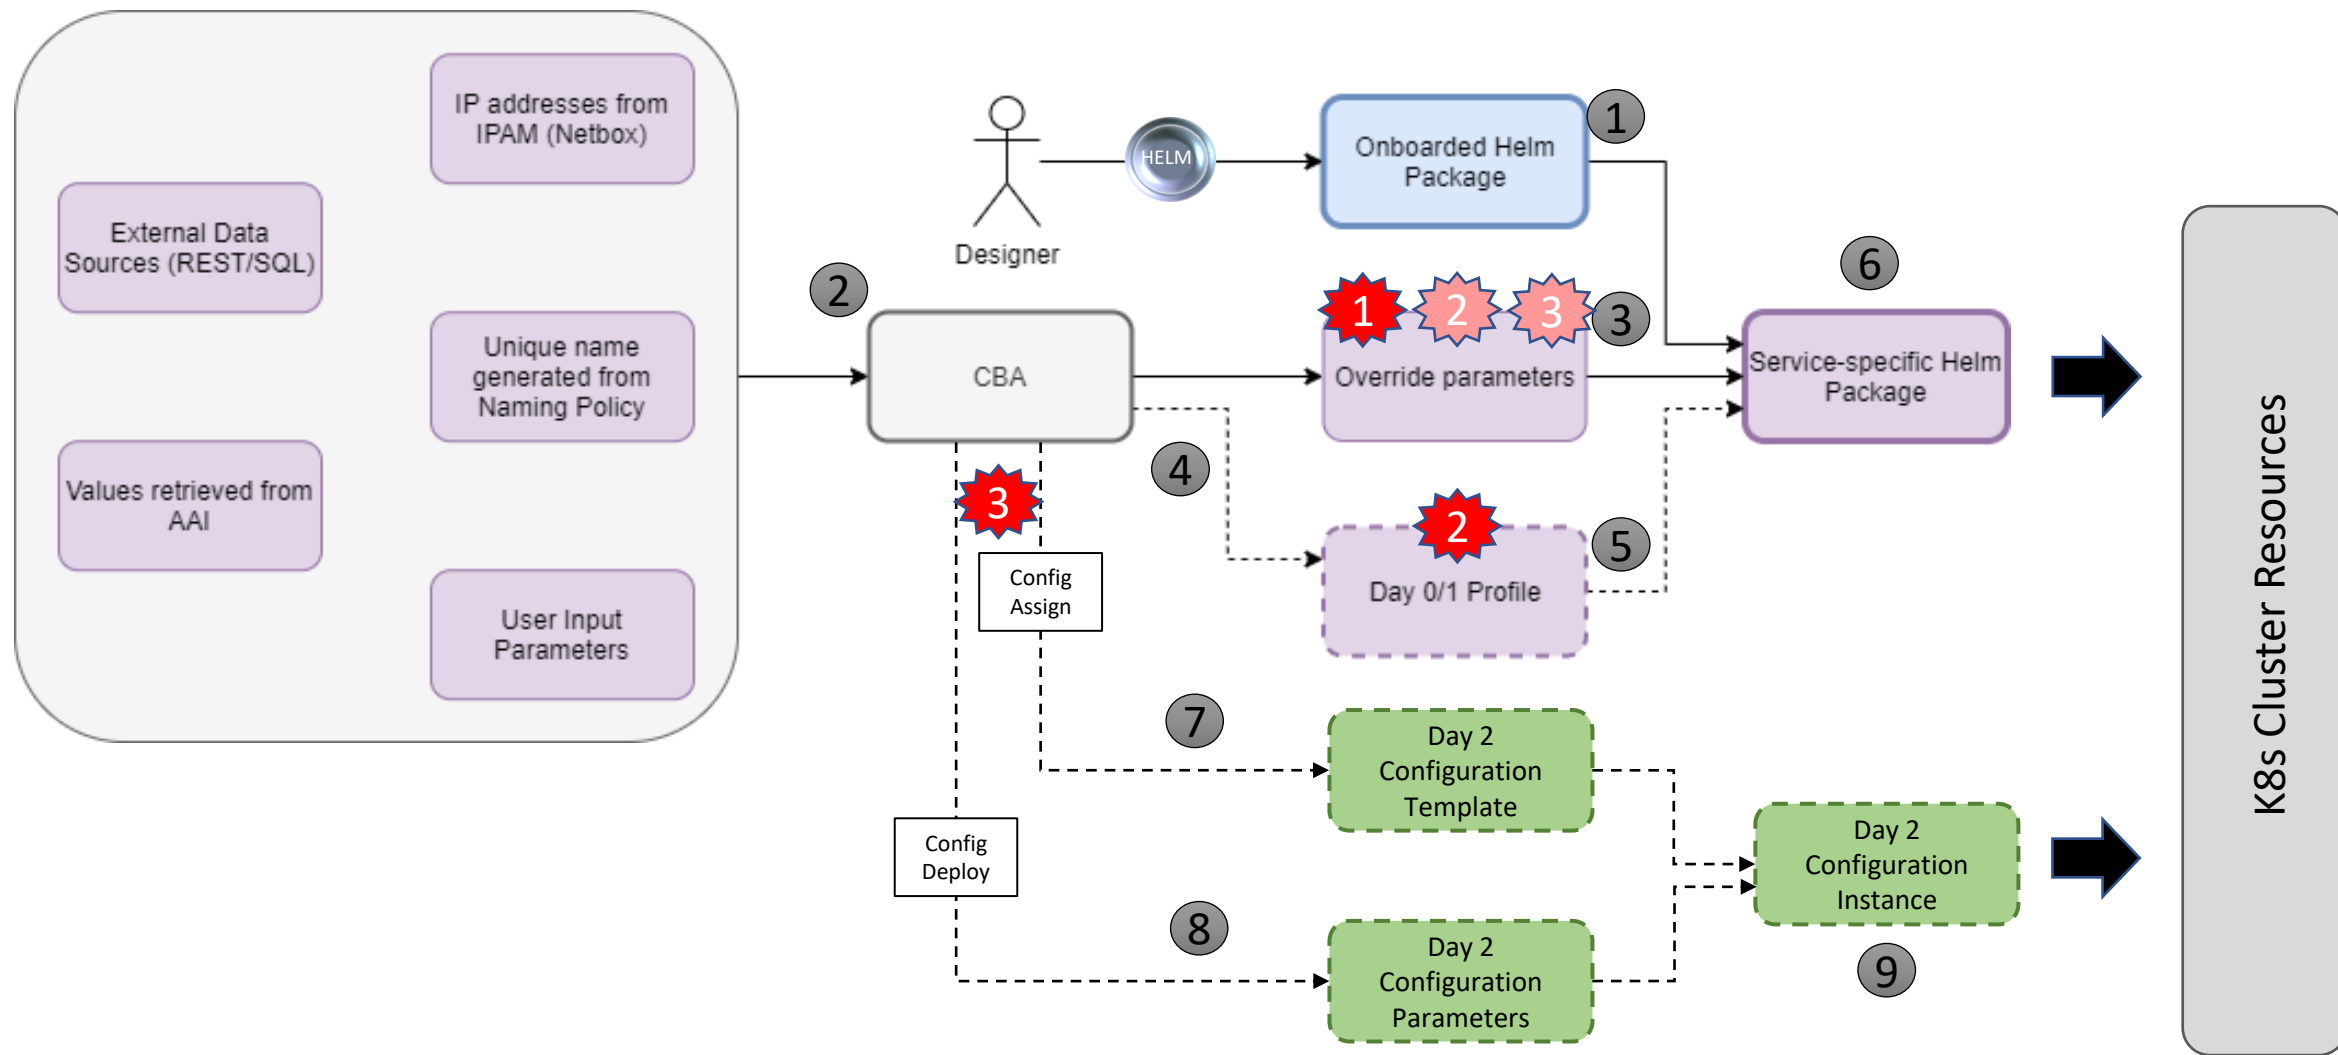 IP addresses from
IPAM (Netbox)
External Data
Sources (REST/SQL)
Unique name
generated from
Naming Policy
Values retrieved from
AAI
User Input
Parameters
Designer
HELM
Onboarded Helm
Package
1
2
CBA
1
2
3
3
Override parameters
6
Service-specific Helm
Package
4
3
2
5
Day 0/1 Profile
Config
Assign
7
Day 2
Configuration
Template
Config
Deploy
8
Day 2
Configuration
Parameters
Day 2
Configuration
Instance
9
K8s Cluster Resources